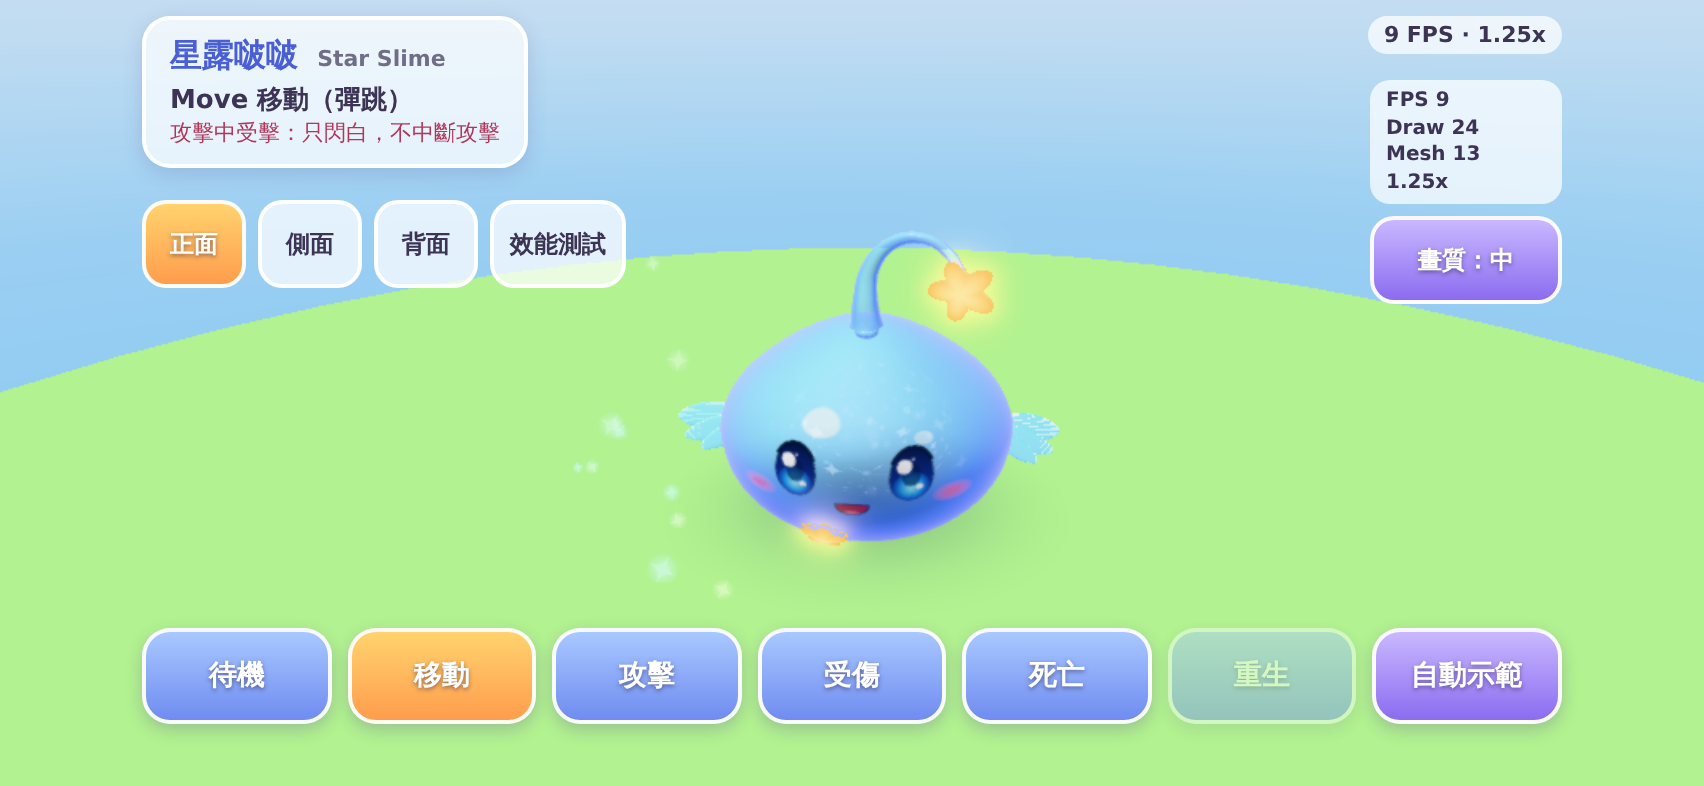 星露啵啵 Star Slime
Move 移動（彈跳）
攻擊中受擊：只閃白，不中斷攻擊
9 FPS · 1.25x
FPS 9
Draw 24
Mesh 13
1.25x
正面 側面 背面 效能測試
畫質：中
待機 移動 攻擊 受傷 死亡 重生 自動示範